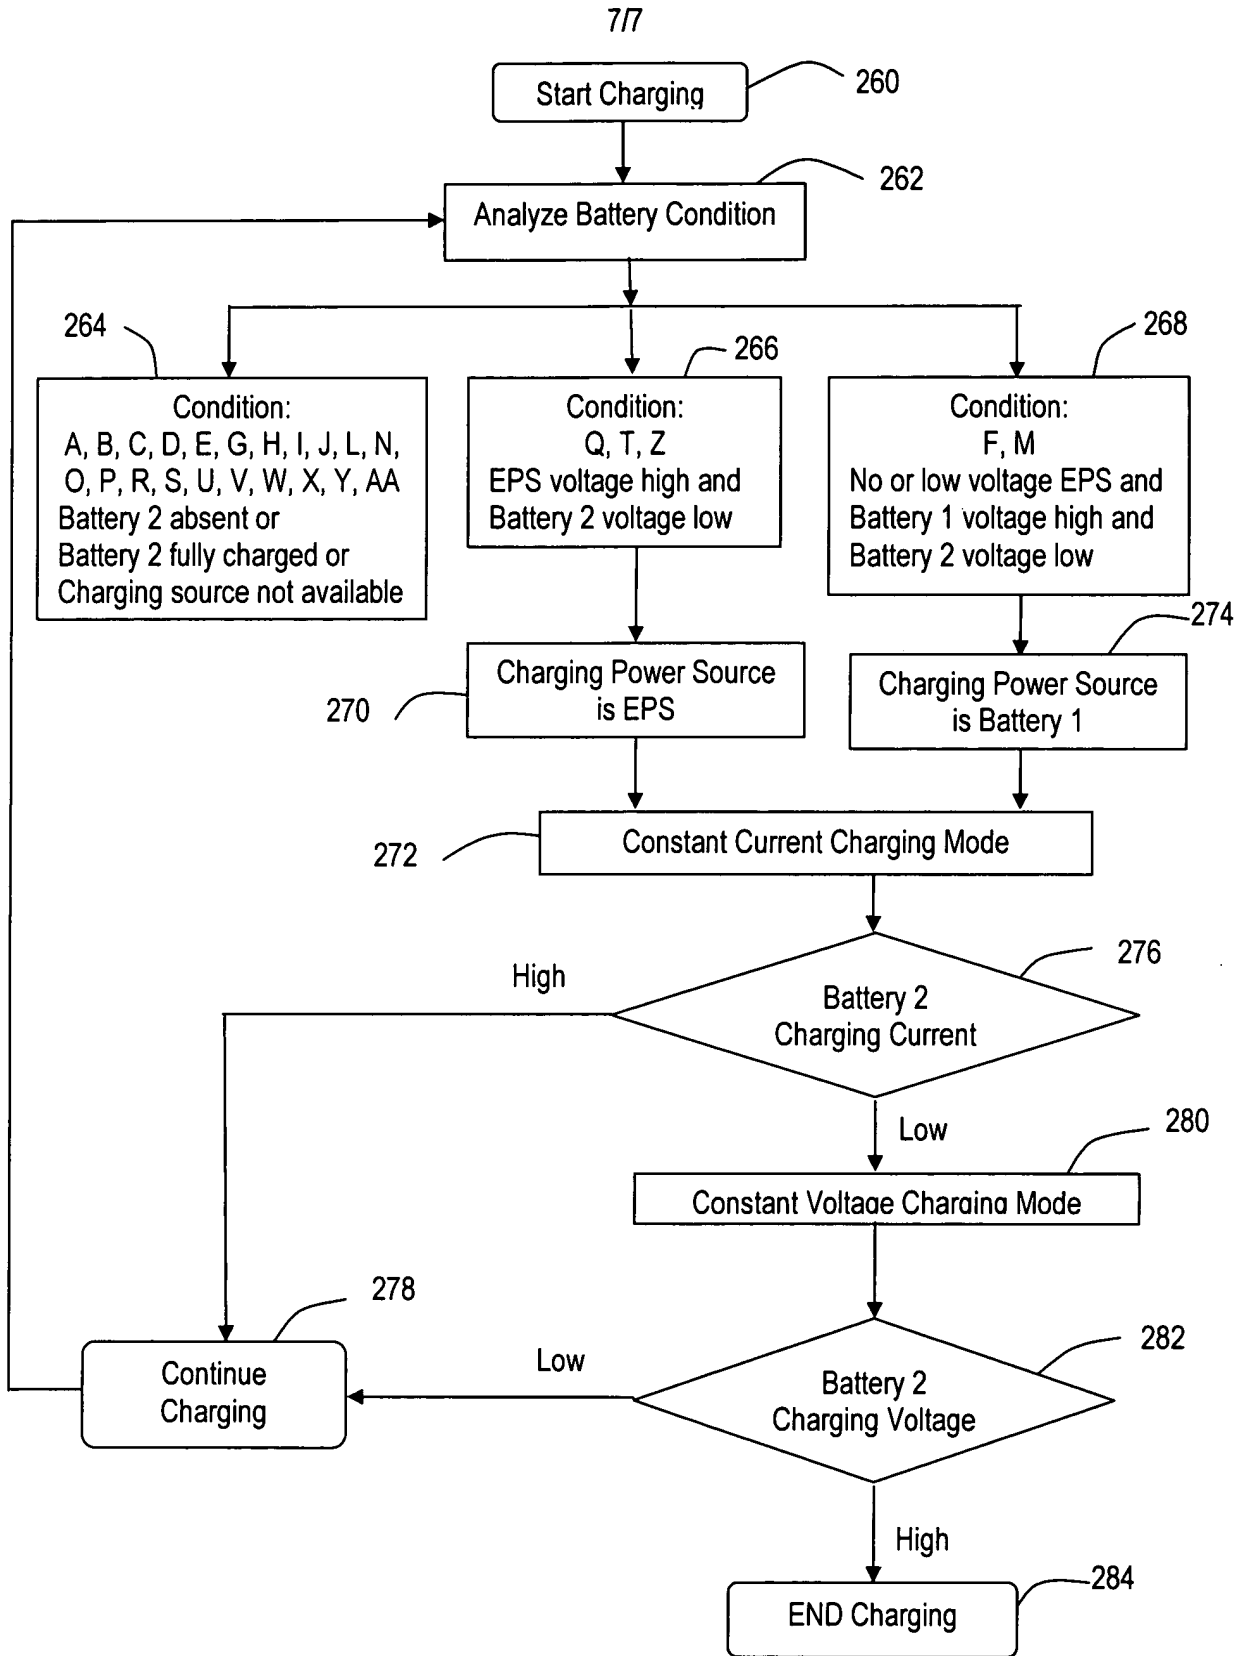 7/7
Start Charging
260
Analyze Battery Condition
262
264
266
268
Condition:
A, B, C, D, E, G, H, I, J, L, N,
O, P, R, S, U, V, W, X, Y, AA
Battery 2 absent or
Battery 2 fully charged or
Charging source not available
Condition:
Q, T, Z
EPS voltage high and
Battery 2 voltage low
Condition:
F, M
No or low voltage EPS and
Battery 1 voltage high and
Battery 2 voltage low
270
Charging Power Source
is EPS
274
Charging Power Source
is Battery 1
272
Constant Current Charging Mode
276
High
Battery 2
Charging Current
Low
280
Constant Voltage Charging Mode
278
Continue
Charging
Low
282
Battery 2
Charging Voltage
High
284
END Charging